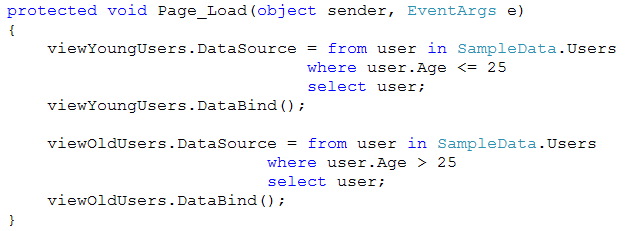 protected void Page_Load(object sender, EventArgs e)
{
    viewYoungUsers.DataSource = from user in SampleData.Users
                              where user.Age <= 25
                              select user;
    viewYoungUsers.DataBind();

    viewOldUsers.DataSource = from user in SampleData.Users
                          where user.Age > 25
                          select user;
    viewOldUsers.DataBind();
}